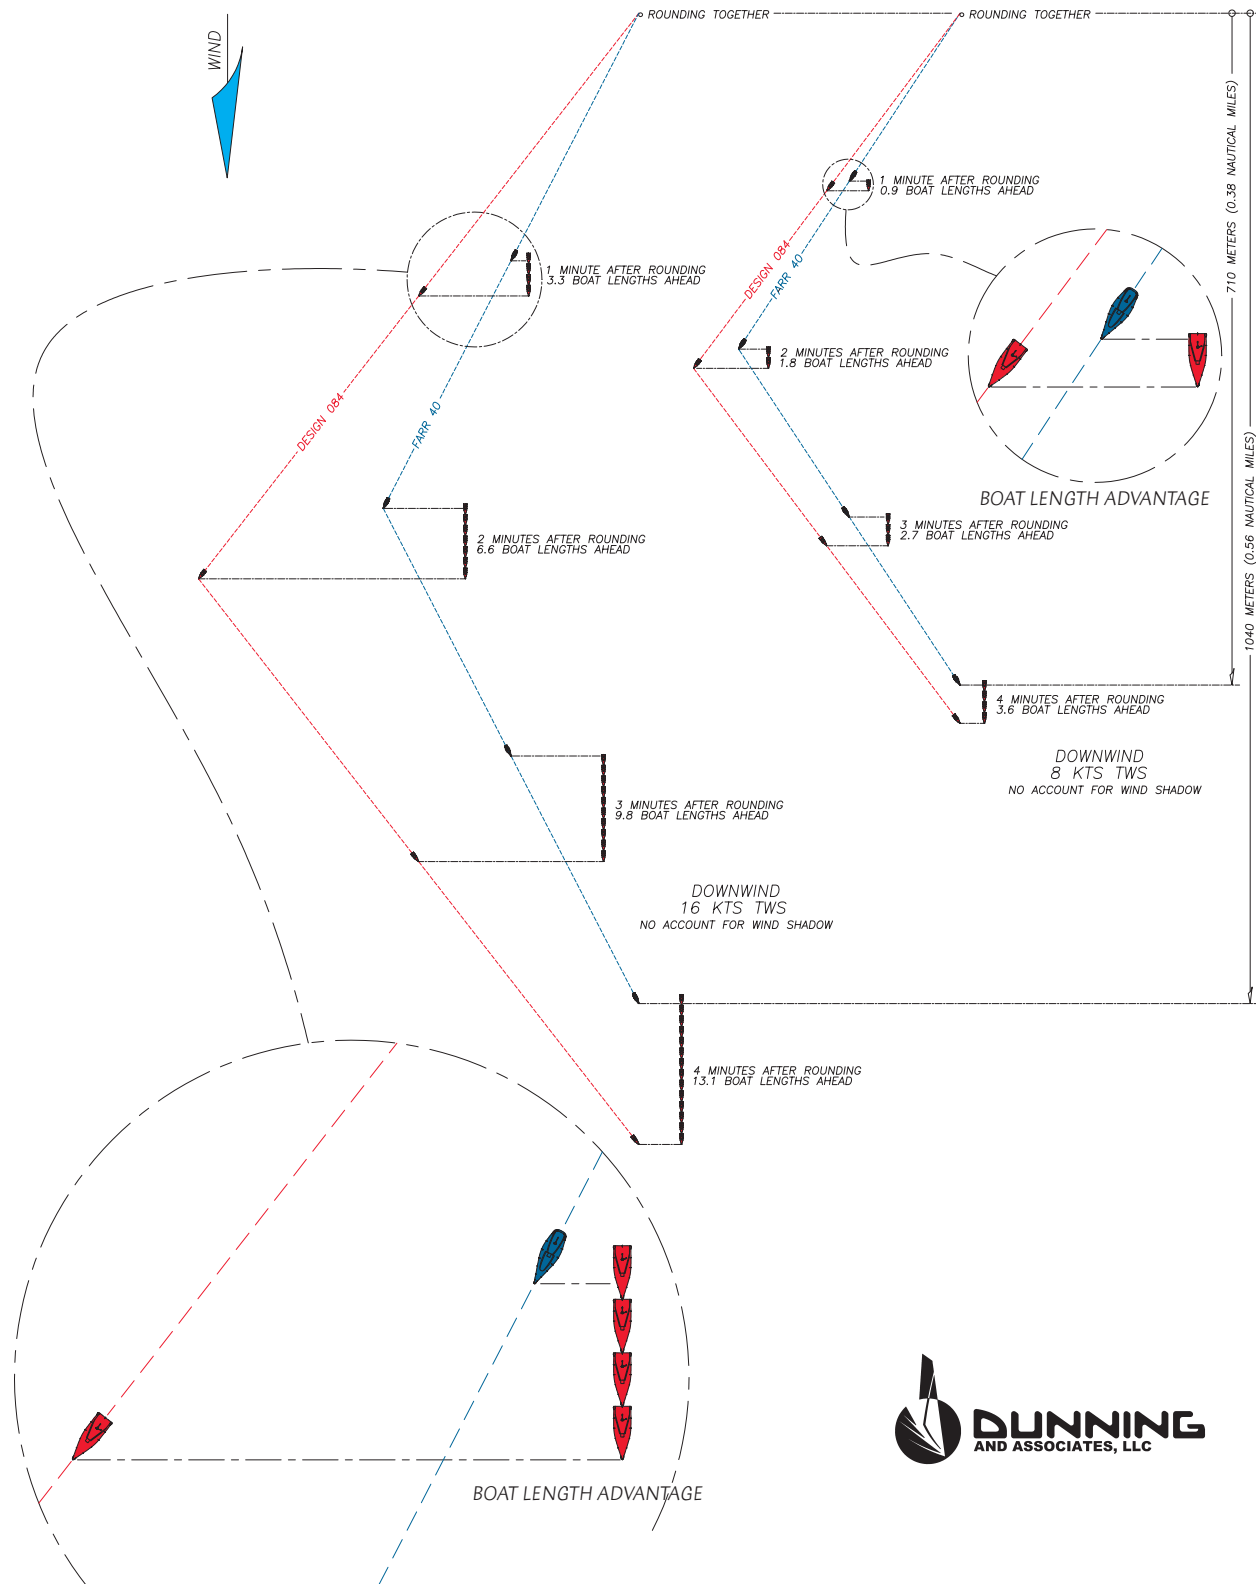 ROUNDING TOGETHER
ROUNDING TOGETHER
WIND
710 METERS (0.38 NAUTICAL MILES)
1040 METERS (0.56 NAUTICAL MILES)
1 MINUTE AFTER ROUNDING
0.9 BOAT LENGTHS AHEAD
1 MINUTE AFTER ROUNDING
3.3 BOAT LENGTHS AHEAD
DESIGN 084
FARR 40
2 MINUTES AFTER ROUNDING
1.8 BOAT LENGTHS AHEAD
DESIGN 084
FARR 40
BOAT LENGTH ADVANTAGE
3 MINUTES AFTER ROUNDING
2.7 BOAT LENGTHS AHEAD
2 MINUTES AFTER ROUNDING
6.6 BOAT LENGTHS AHEAD
4 MINUTES AFTER ROUNDING
3.6 BOAT LENGTHS AHEAD
DOWNWIND
8 KTS TWS
NO ACCOUNT FOR WIND SHADOW
3 MINUTES AFTER ROUNDING
9.8 BOAT LENGTHS AHEAD
DOWNWIND
16 KTS TWS
NO ACCOUNT FOR WIND SHADOW
4 MINUTES AFTER ROUNDING
13.1 BOAT LENGTHS AHEAD
DUNNING
AND ASSOCIATES, LLC
BOAT LENGTH ADVANTAGE